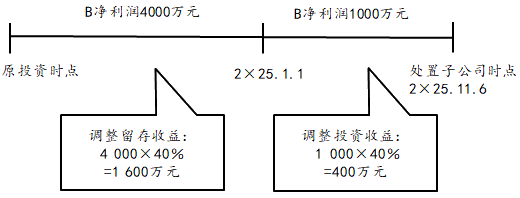 B净利润4000万元
B净利润1000万元
原投资时点
2×25.1.1
处置子公司时点
2×25.11.6
调整留存收益：
4 000×40%
=1 600万元
调整投资收益：
1 000×40%
=400万元